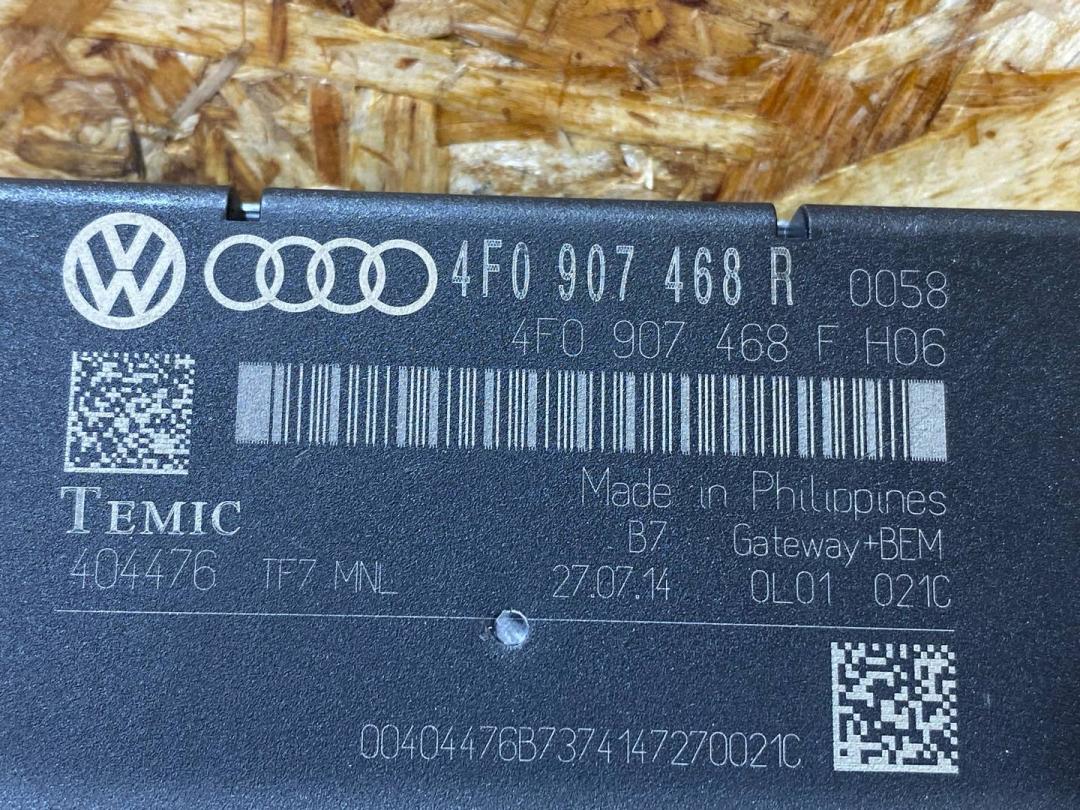 4F0 907 468 R 0058
4F0 907 468 F H06
Made in Philippines
TEMIC
B7 Gateway+BEM
404476 TF7 MNL 27.07.14 0L01 021C
00404476B7374147270021C